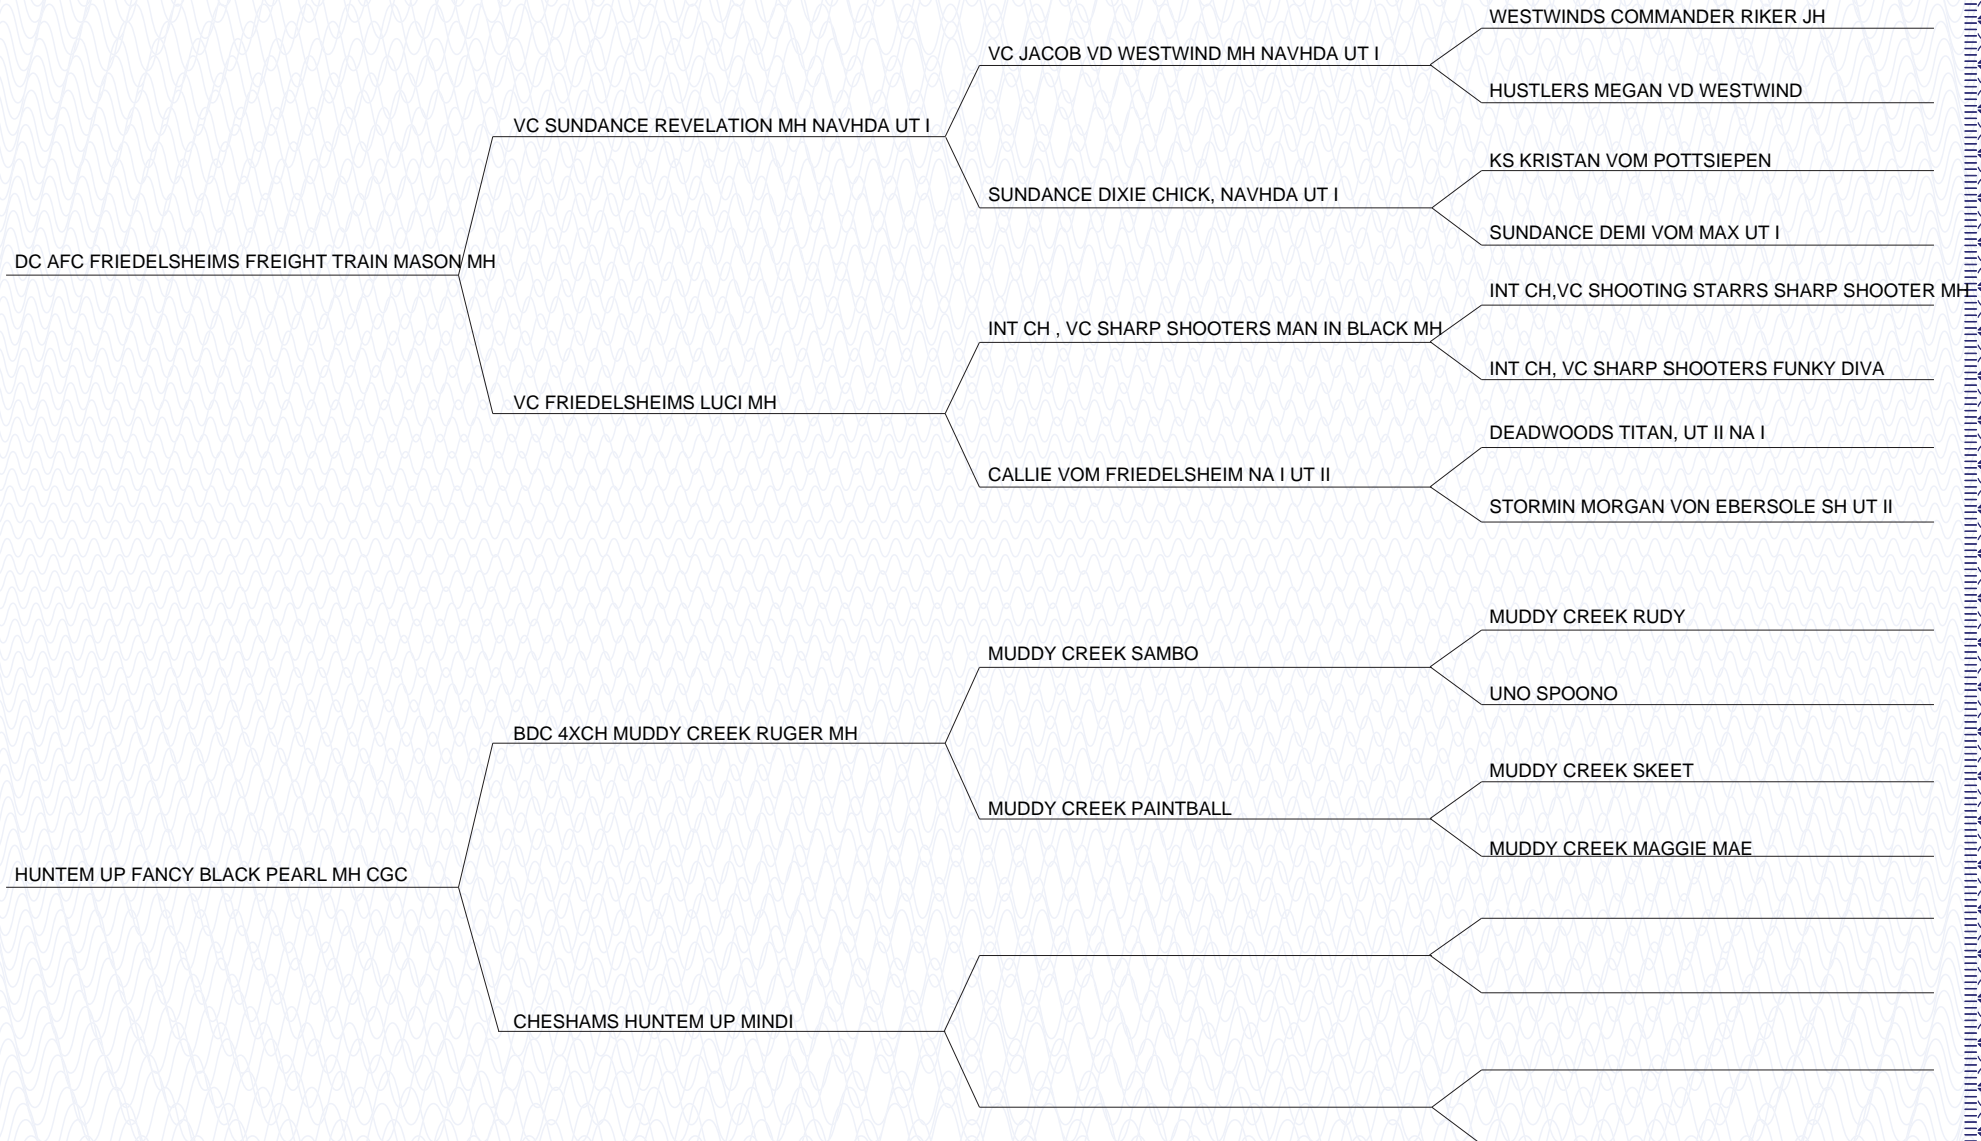 WESTWINDS COMMANDER RIKER JH
VC JACOB VD WESTWIND MH NAVHDA UT I
HUSTLERS MEGAN VD WESTWIND
VC SUNDANCE REVELATION MH NAVHDA UT I
KS KRISTAN VOM POTTSIEPEN
SUNDANCE DIXIE CHICK, NAVHDA UT I
SUNDANCE DEMI VOM MAX UT I
DC AFC FRIEDELSHEIMS FREIGHT TRAIN MASON MH
INT CH,VC SHOOTING STARRS SHARP SHOOTER MH
INT CH , VC SHARP SHOOTERS MAN IN BLACK MH
INT CH, VC SHARP SHOOTERS FUNKY DIVA
VC FRIEDELSHEIMS LUCI MH
DEADWOODS TITAN, UT II NA I
CALLIE VOM FRIEDELSHEIM NA I UT II
STORMIN MORGAN VON EBERSOLE SH UT II
MUDDY CREEK RUDY
MUDDY CREEK SAMBO
UNO SPOONO
BDC 4XCH MUDDY CREEK RUGER MH
MUDDY CREEK SKEET
MUDDY CREEK PAINTBALL
MUDDY CREEK MAGGIE MAE
HUNTEM UP FANCY BLACK PEARL MH CGC
CHESHAMS HUNTEM UP MINDI